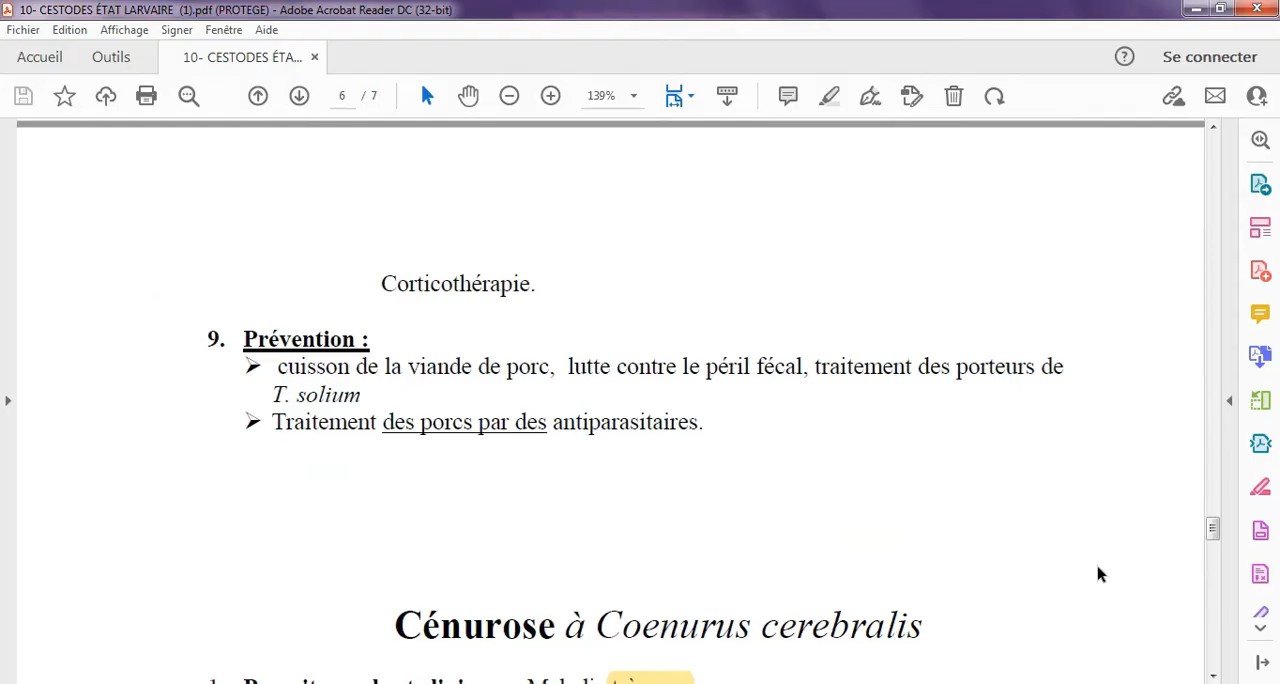 10- CESTODES ÉTAT LARVAIRE (1).pdf (PROTEGE) - Adobe Acrobat Reader DC (32-bit)
Fichier Edition Affichage Signer Fenêtre Aide
Accueil Outils 10- CESTODES ÉTA... × ? Se connecter
6 / 7 139%
Corticothérapie.
9. Prévention :
➢ cuisson de la viande de porc, lutte contre le péril fécal, traitement des porteurs de
T. solium
➢ Traitement des porcs par des antiparasitaires.
Cénurose à Coenurus cerebralis